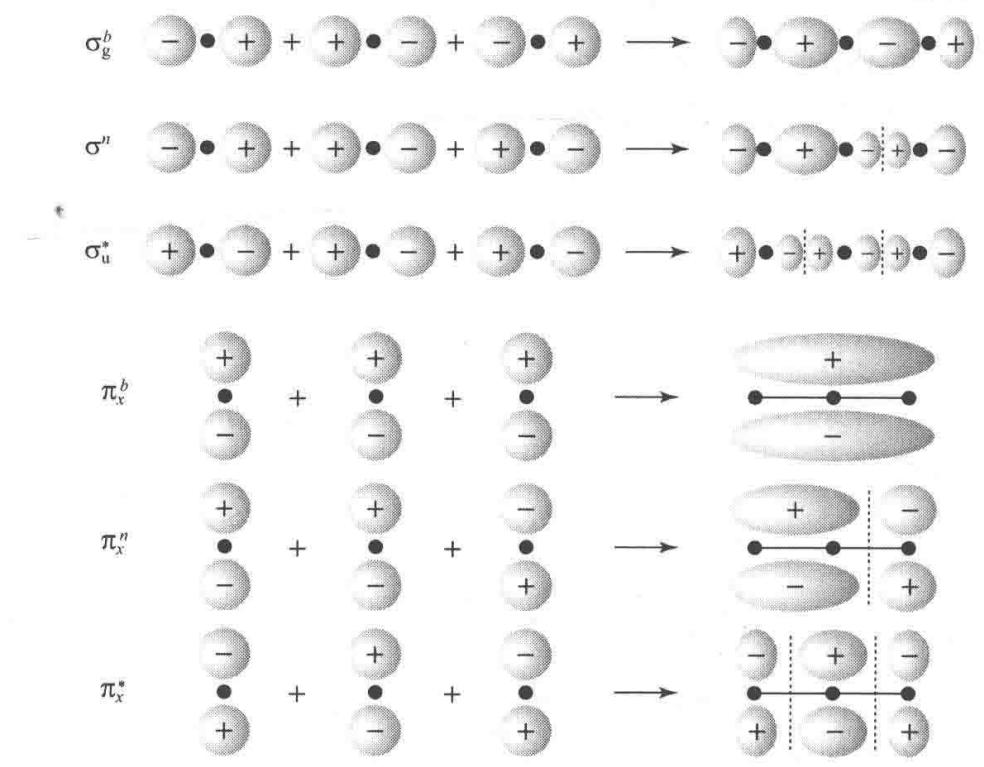 σ_g^b − + + + − + − + − + − +
σ^n − + + + − + + − − + − + −
σ_u^* + − + + − + + − + − + − + −
+ + + +
π_x^b + +
− − − −
+ + − + −
π_x^n + +
− − + − +
− + − − + −
π_x^* + +
+ − + + − +